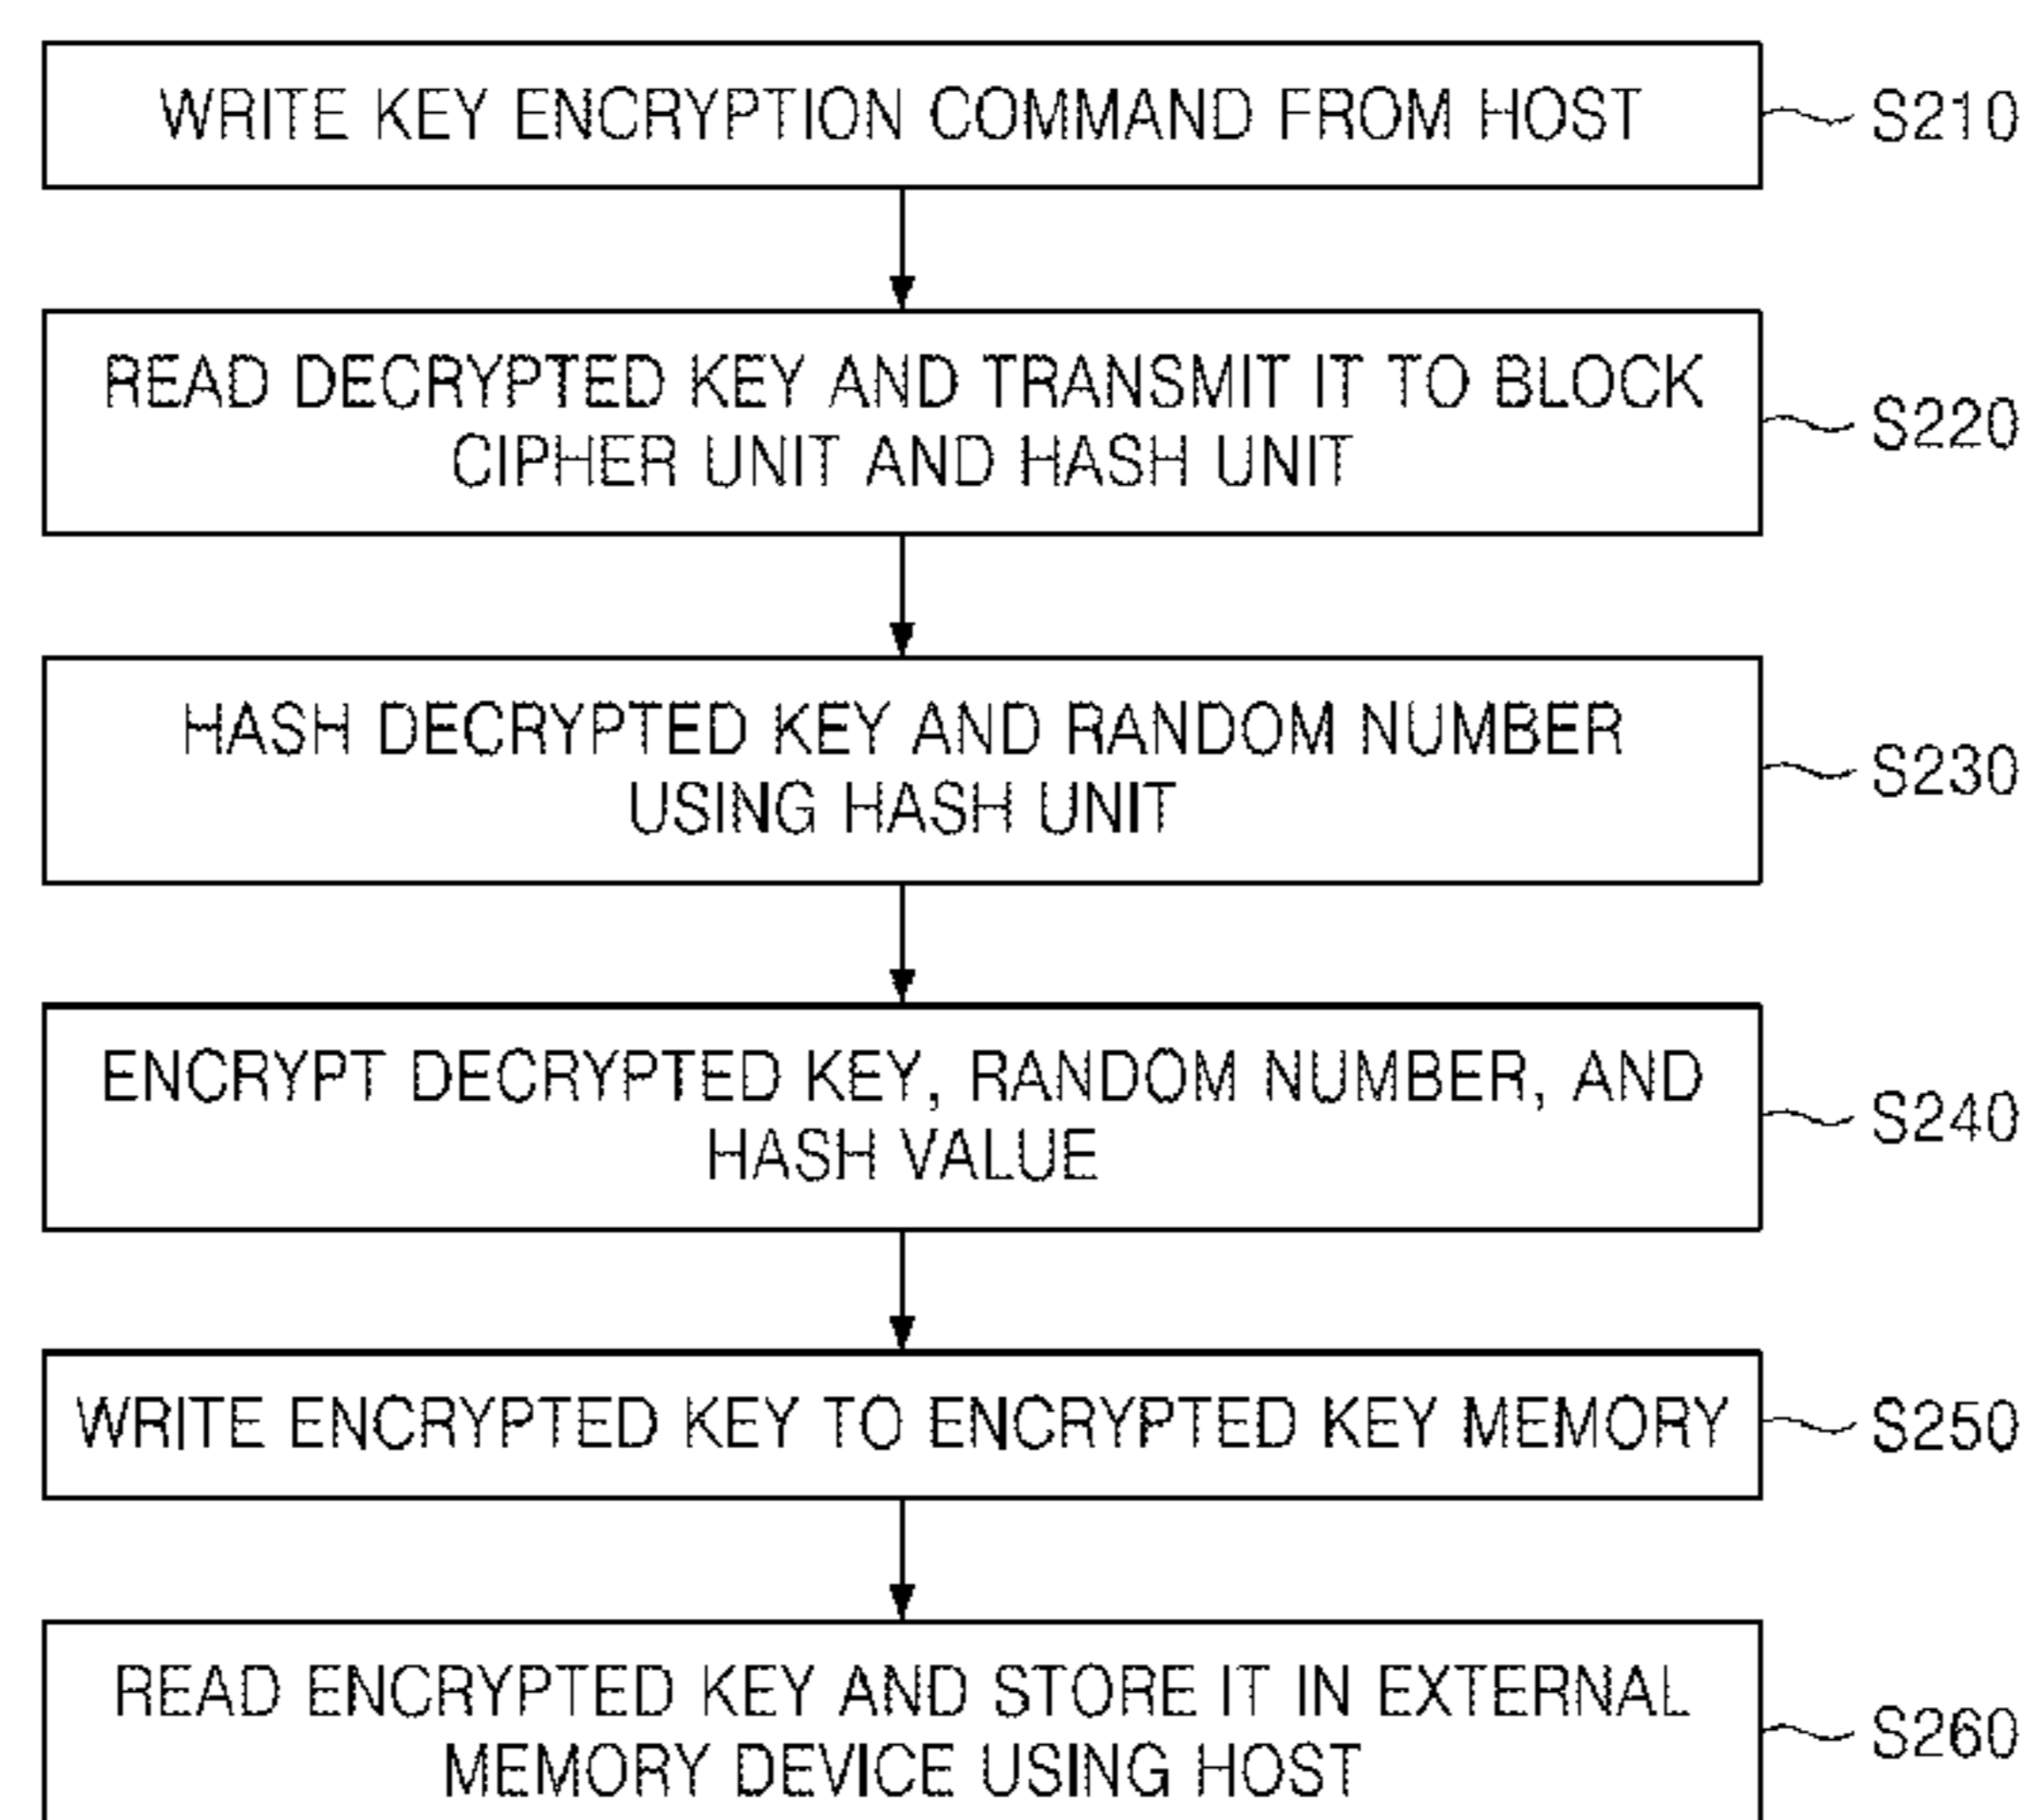 WRITE KEY ENCRYPTION COMMAND FROM HOST
S210
READ DECRYPTED KEY AND TRANSMIT IT TO BLOCK
CIPHER UNIT AND HASH UNIT
S220
HASH DECRYPTED KEY AND RANDOM NUMBER
USING HASH UNIT
S230
ENCRYPT DECRYPTED KEY, RANDOM NUMBER, AND
HASH VALUE
S240
WRITE ENCRYPTED KEY TO ENCRYPTED KEY MEMORY
S250
READ ENCRYPTED KEY AND STORE IT IN EXTERNAL
MEMORY DEVICE USING HOST
S260